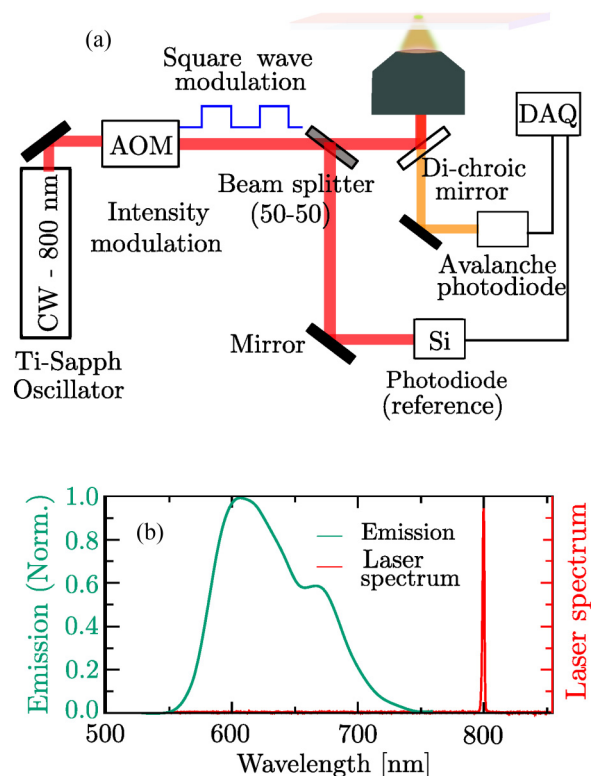 (a)
Square wave
modulation
DAQ
AOM
Di-chroic
mirror
Beam splitter
(50-50)
Intensity
modulation
CW - 800 nm
Avalanche
photodiode
Mirror
Si
Ti-Sapph
Oscillator
Photodiode
(reference)
(b)
Emission
Laser
spectrum
Emission (Norm.)
1.0
0.8
0.6
0.4
0.2
0.0
Laser spectrum
500
600
700
800
Wavelength [nm]